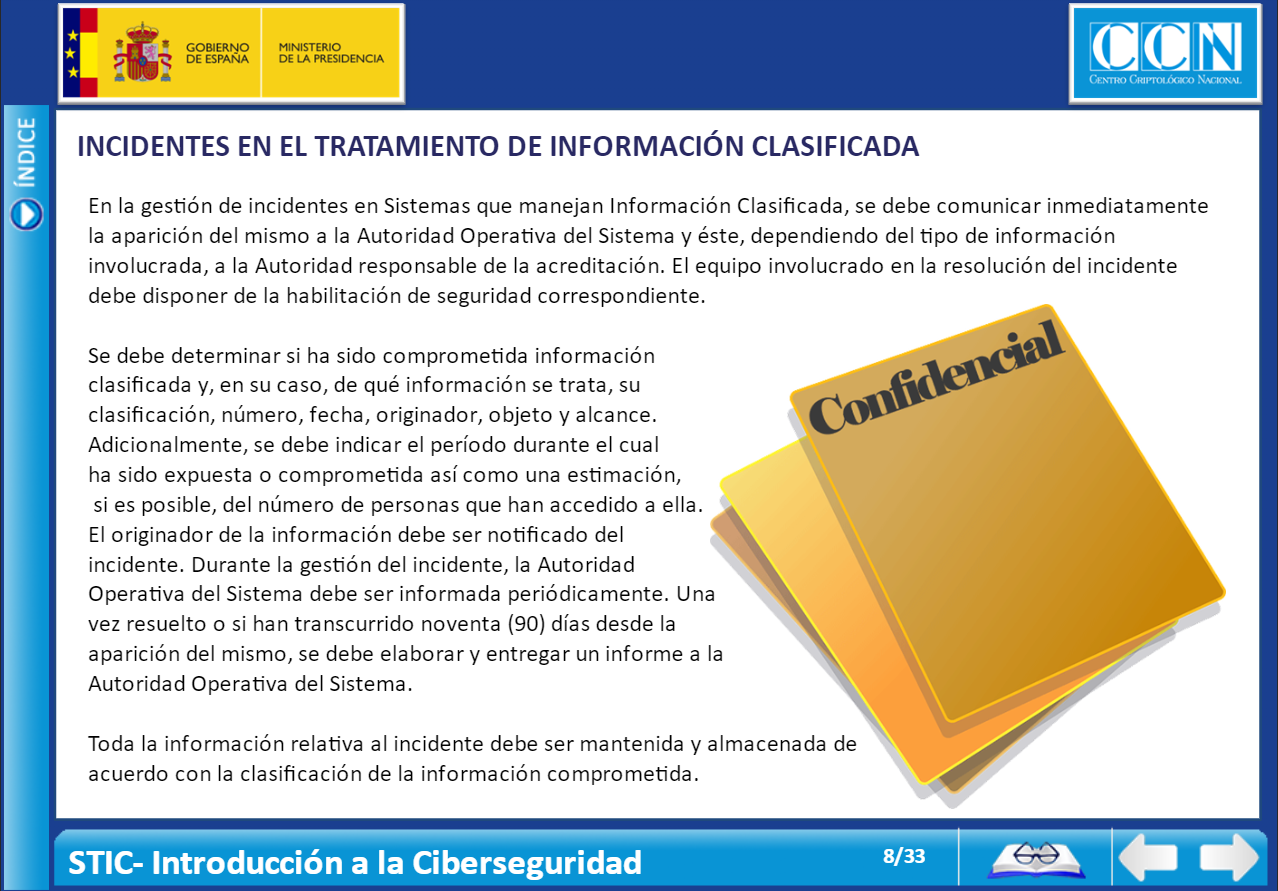 GOBIERNO
DE ESPAÑA
MINISTERIO
DE LA PRESIDENCIA
CCN
CENTRO CRIPTOLÓGICO NACIONAL
ÍNDICE
INCIDENTES EN EL TRATAMIENTO DE INFORMACIÓN CLASIFICADA
En la gestión de incidentes en Sistemas que manejan Información Clasificada, se debe comunicar inmediatamente
la aparición del mismo a la Autoridad Operativa del Sistema y éste, dependiendo del tipo de información
involucrada, a la Autoridad responsable de la acreditación. El equipo involucrado en la resolución del incidente
debe disponer de la habilitación de seguridad correspondiente.
Se debe determinar si ha sido comprometida información
clasificada y, en su caso, de qué información se trata, su
clasificación, número, fecha, originador, objeto y alcance.
Adicionalmente, se debe indicar el período durante el cual
ha sido expuesta o comprometida así como una estimación,
si es posible, del número de personas que han accedido a ella.
El originador de la información debe ser notificado del
incidente. Durante la gestión del incidente, la Autoridad
Operativa del Sistema debe ser informada periódicamente. Una
vez resuelto o si han transcurrido noventa (90) días desde la
aparición del mismo, se debe elaborar y entregar un informe a la
Autoridad Operativa del Sistema.
Toda la información relativa al incidente debe ser mantenida y almacenada de
acuerdo con la clasificación de la información comprometida.
Confidencial
STIC- Introducción a la Ciberseguridad
8/33